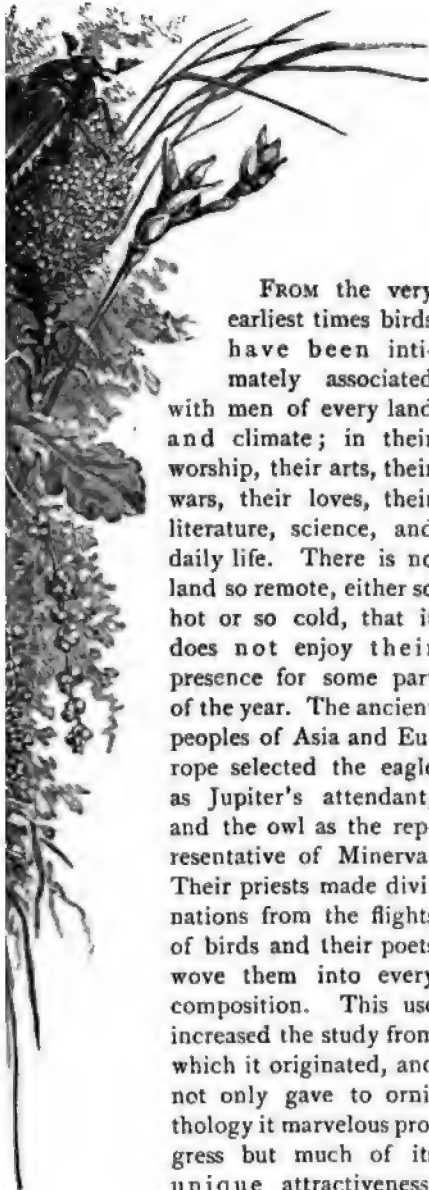 FROM the very
earliest times birds
have been inti-
mately associated
with men of every land
and climate; in their
worship, their arts, their
wars, their loves, their
literature, science, and
daily life. There is no
land so remote, either so
hot or so cold, that it
does not enjoy their
presence for some part
of the year. The ancient
peoples of Asia and Eu-
rope selected the eagle
as Jupiter's attendant,
and the owl as the rep-
resentative of Minerva.
Their priests made divi-
nations from the flights
of birds and their poets
wove them into every
composition. This use
increased the study from
which it originated, and
not only gave to orni-
thology it marvelous pro-
gress but much of its
unique attractiveness.